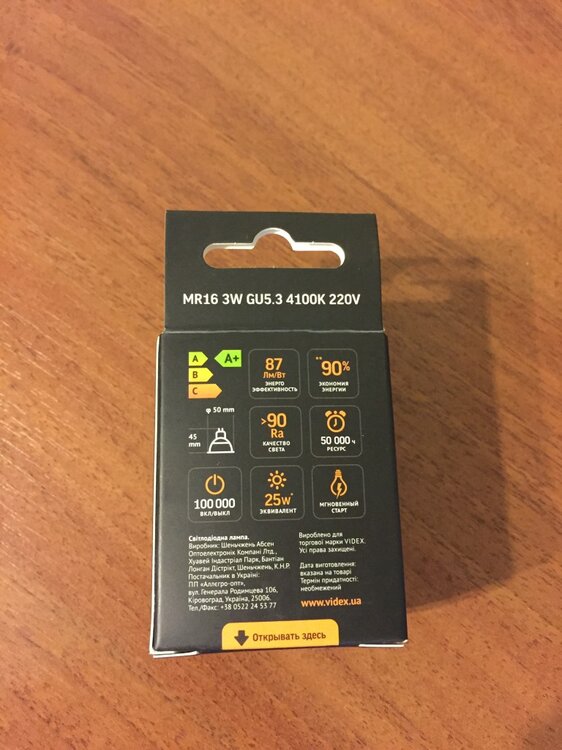 MR16 3W GU5.3 4100K 220V
A
A+
B
C
87
Лм/Вт
ЭНЕРГО
ЭФФЕКТИВНОСТЬ
**90%
ЭКОНОМИЯ
ЭНЕРГИИ
φ 50 mm
45
mm
>90
Ra
КАЧЕСТВО
СВЕТА
50 000 ч
РЕСУРС
100 000
ВКЛ/ВЫКЛ
25W*
ЭКВИВАЛЕНТ
МГНОВЕННЫЙ
СТАРТ
Світлодіодна лампа.
Виробник: Шеньчжень Абсен
Оптоелектронік Компані Лтд.,
Хуавей Індастріал Парк, Бантіан
Лонган Дістрікт, Шеньчжень, К.Н.Р.
Постачальник в Україні:
ПП «Аллєгро-опт»,
вул. Генерала Родимцева 106,
Кіровоград, Україна, 25006.
Тел./Факс: +38 0522 24 53 77
Вироблено для
торгової марки VIDEX.
Усі права захищені.
Дата виготовлення:
вказана на товарі
Термін придатності:
необмежений
www.videx.ua
Открывать здесь